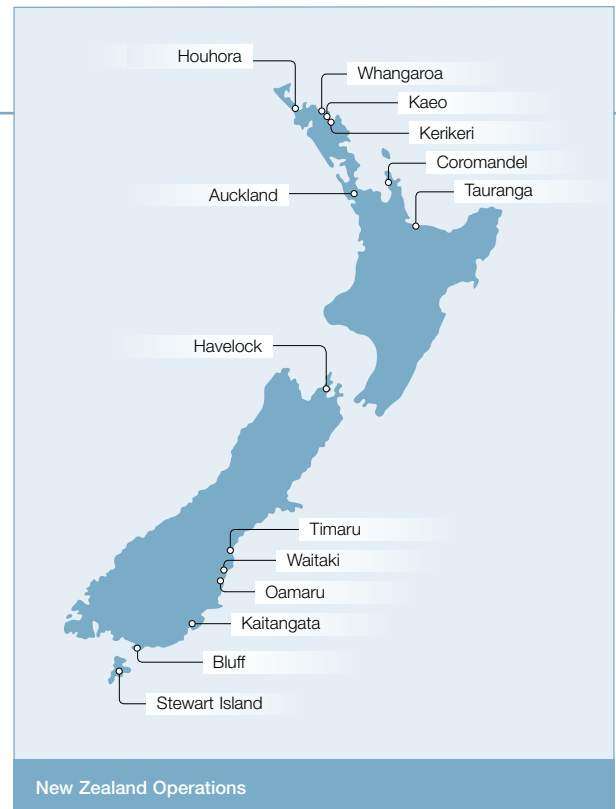 Houhora
Whangaroa
Kaeo
Kerikeri
Coromandel
Auckland
Tauranga
Havelock
Timaru
Waitaki
Oamaru
Kaitangata
Bluff
Stewart Island
New Zealand Operations